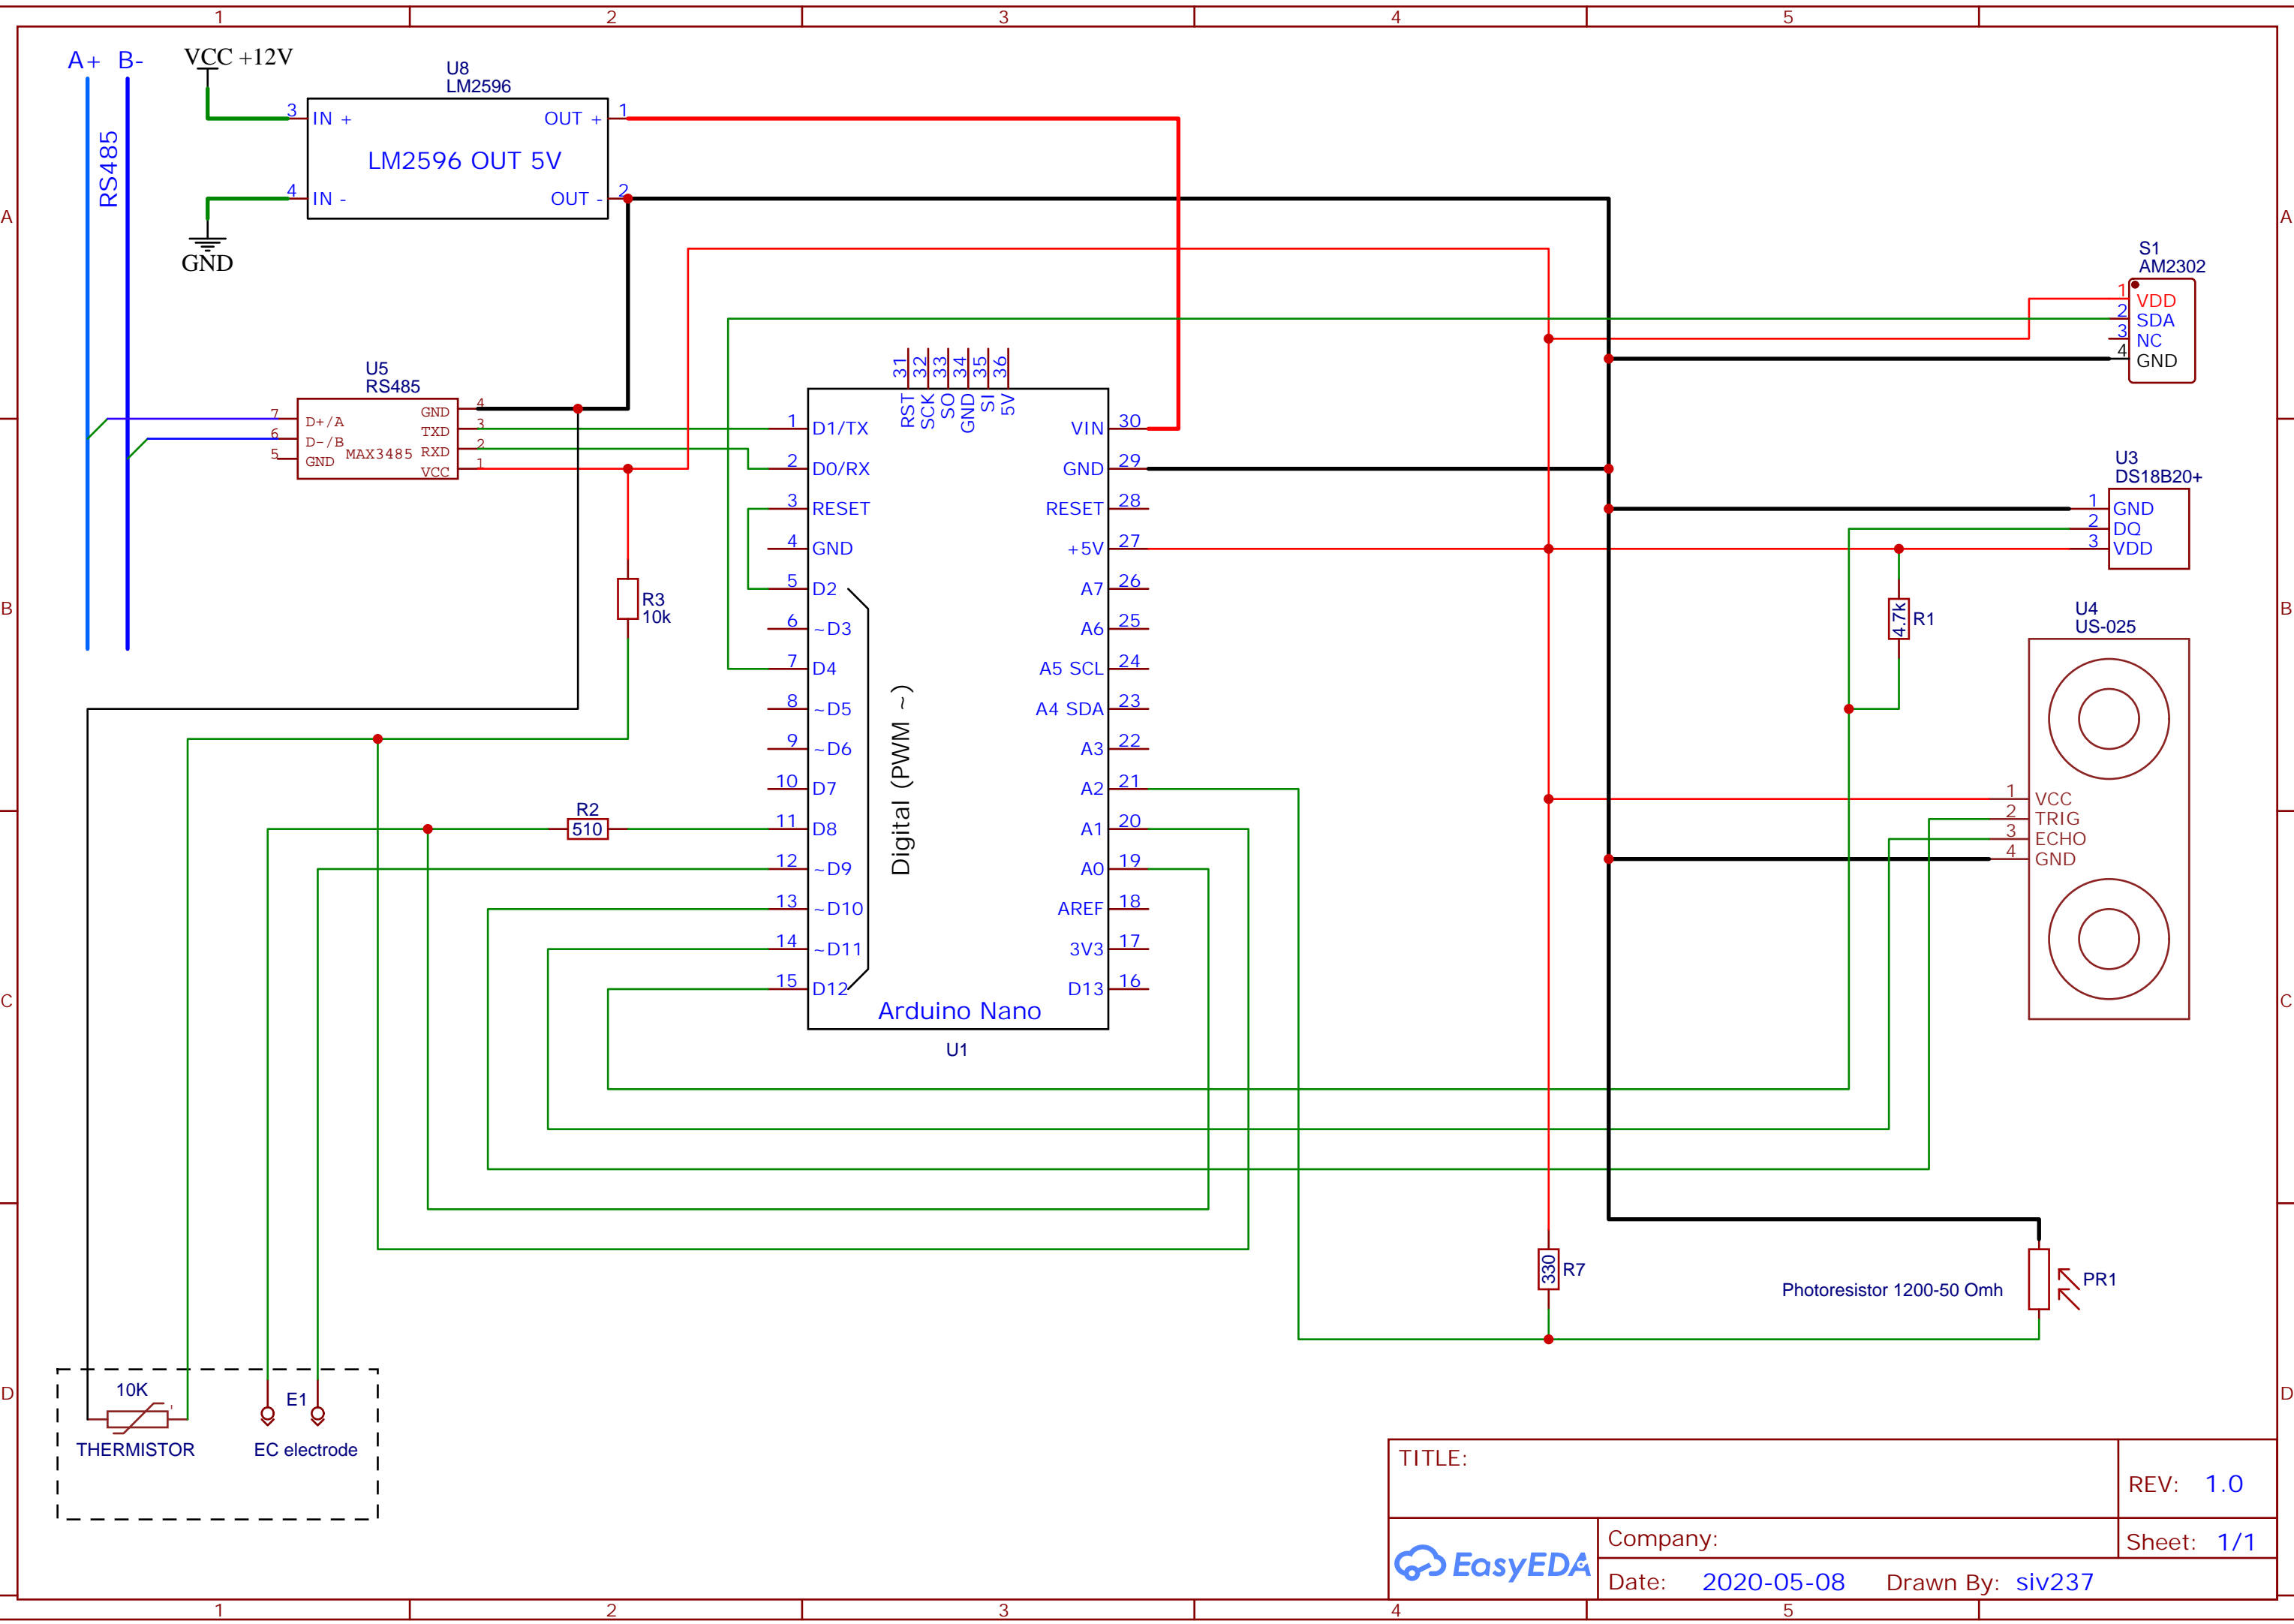 1 2 3 4 5
A+ B-
RS485
VCC +12V
GND
U8
LM2596
3 IN +
OUT + 1
LM2596 OUT 5V
4 IN -
OUT - 2
A
A
S1
AM2302
1 VDD
2 SDA
3 NC
4 GND
U5
RS485
7 D+/A
6 D-/B
5 GND
MAX3485
GND 4
TXD 3
RXD 2
VCC 1
31 RST
32 SCK
33 SO
34 GND
35 SI
36 5V
1 D1/TX
2 D0/RX
3 RESET
4 GND
5 D2
6 ~D3
7 D4
8 ~D5
9 ~D6
10 D7
11 D8
12 ~D9
13 ~D10
14 ~D11
15 D12
Digital (PWM ~)
VIN 30
GND 29
RESET 28
+5V 27
A7 26
A6 25
A5 SCL 24
A4 SDA 23
A3 22
A2 21
A1 20
A0 19
AREF 18
3V3 17
D13 16
Arduino Nano
U1
U3
DS18B20+
1 GND
2 DQ
3 VDD
B
B
R3
10k
4.7k R1
U4
US-025
1 VCC
2 TRIG
3 ECHO
4 GND
R2
510
C
C
330 R7
Photoresistor 1200-50 Omh
PR1
D
D
10K
THERMISTOR
E1
EC electrode
TITLE:
REV: 1.0
EasyEDA
Company:
Sheet: 1/1
Date: 2020-05-08
Drawn By: siv237
1 2 3 4 5